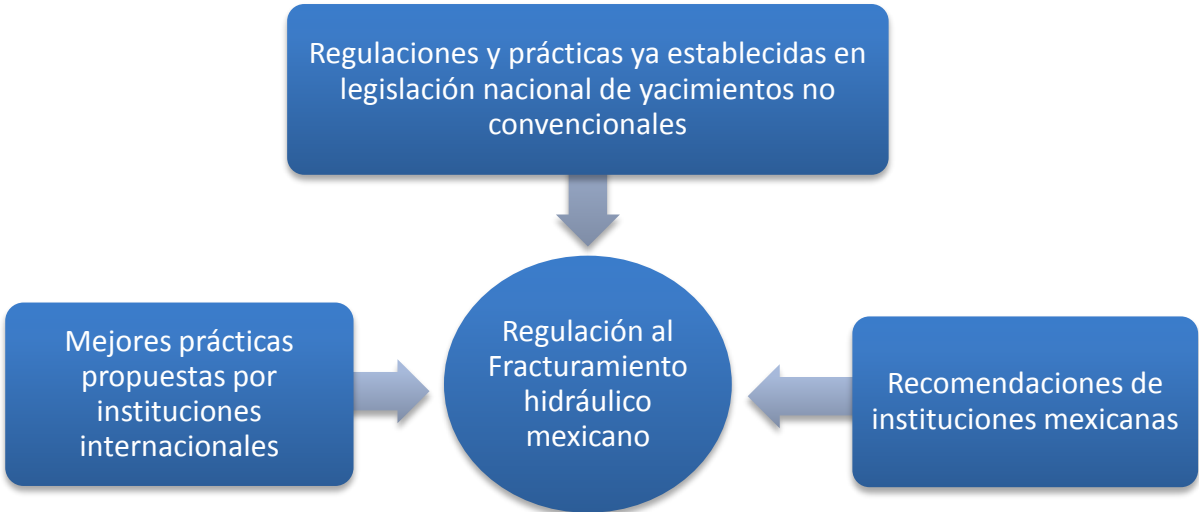 Regulaciones y prácticas ya establecidas en
legislación nacional de yacimientos no
convencionales
Mejores prácticas
propuestas por
instituciones
internacionales
Regulación al
Fracturamiento
hidráulico
mexicano
Recomendaciones de
instituciones mexicanas